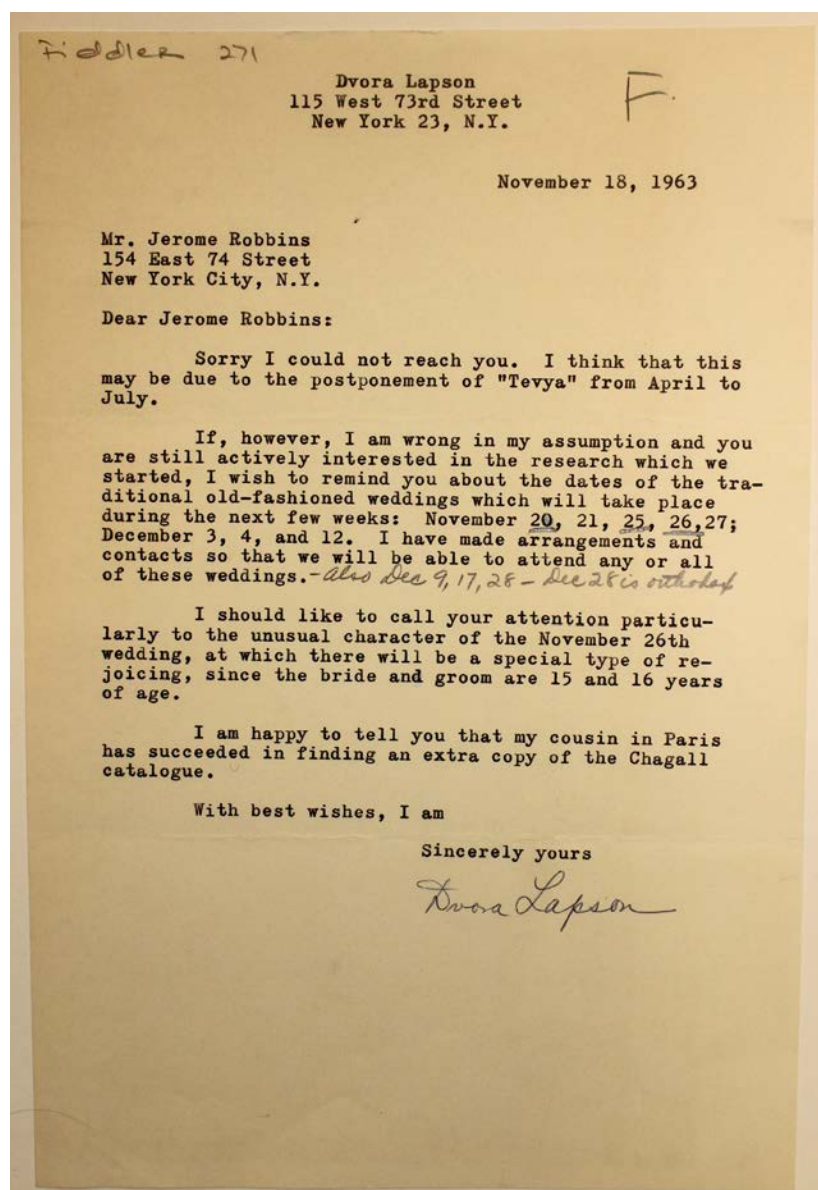 Fiddler 271
F.
Dvora Lapson
115 West 73rd Street
New York 23, N.Y.
November 18, 1963
Mr. Jerome Robbins
154 East 74 Street
New York City, N.Y.
Dear Jerome Robbins:
Sorry I could not reach you. I think that this
may be due to the postponement of "Tevya" from April to
July.
If, however, I am wrong in my assumption and you
are still actively interested in the research which we
started, I wish to remind you about the dates of the tra-
ditional old-fashioned weddings which will take place
during the next few weeks: November 20, 21, 25, 26,27;
December 3, 4, and 12. I have made arrangements and
contacts so that we will be able to attend any or all
of these weddings.-also Dec 9, 17, 28 - Dec 28 is orthodox
I should like to call your attention particu-
larly to the unusual character of the November 26th
wedding, at which there will be a special type of re-
joicing, since the bride and groom are 15 and 16 years
of age.
I am happy to tell you that my cousin in Paris
has succeeded in finding an extra copy of the Chagall
catalogue.
With best wishes, I am
Sincerely yours
Dvora Lapson